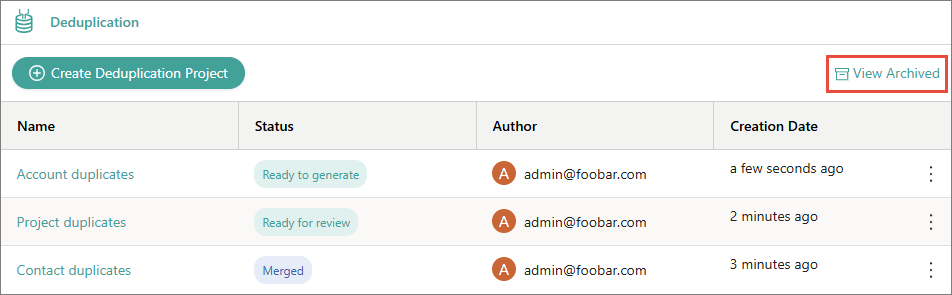 Deduplication
Create Deduplication Project
View Archived
Name Status Author Creation Date
Account duplicates Ready to generate A admin@foobar.com a few seconds ago
Project duplicates Ready for review A admin@foobar.com 2 minutes ago
Contact duplicates Merged A admin@foobar.com 3 minutes ago